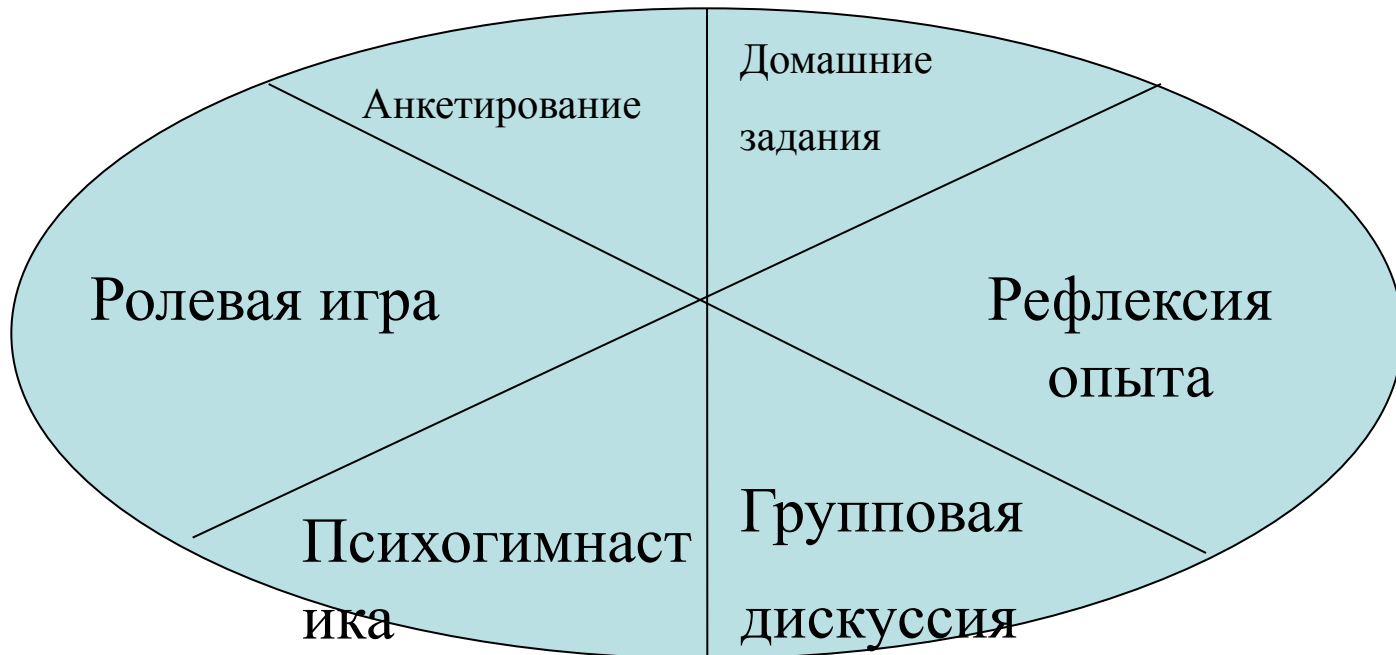 Анкетирование
Домашние
задания
Ролевая игра
Рефлексия
опыта
Психогимнаст
ика
Групповая
дискуссия